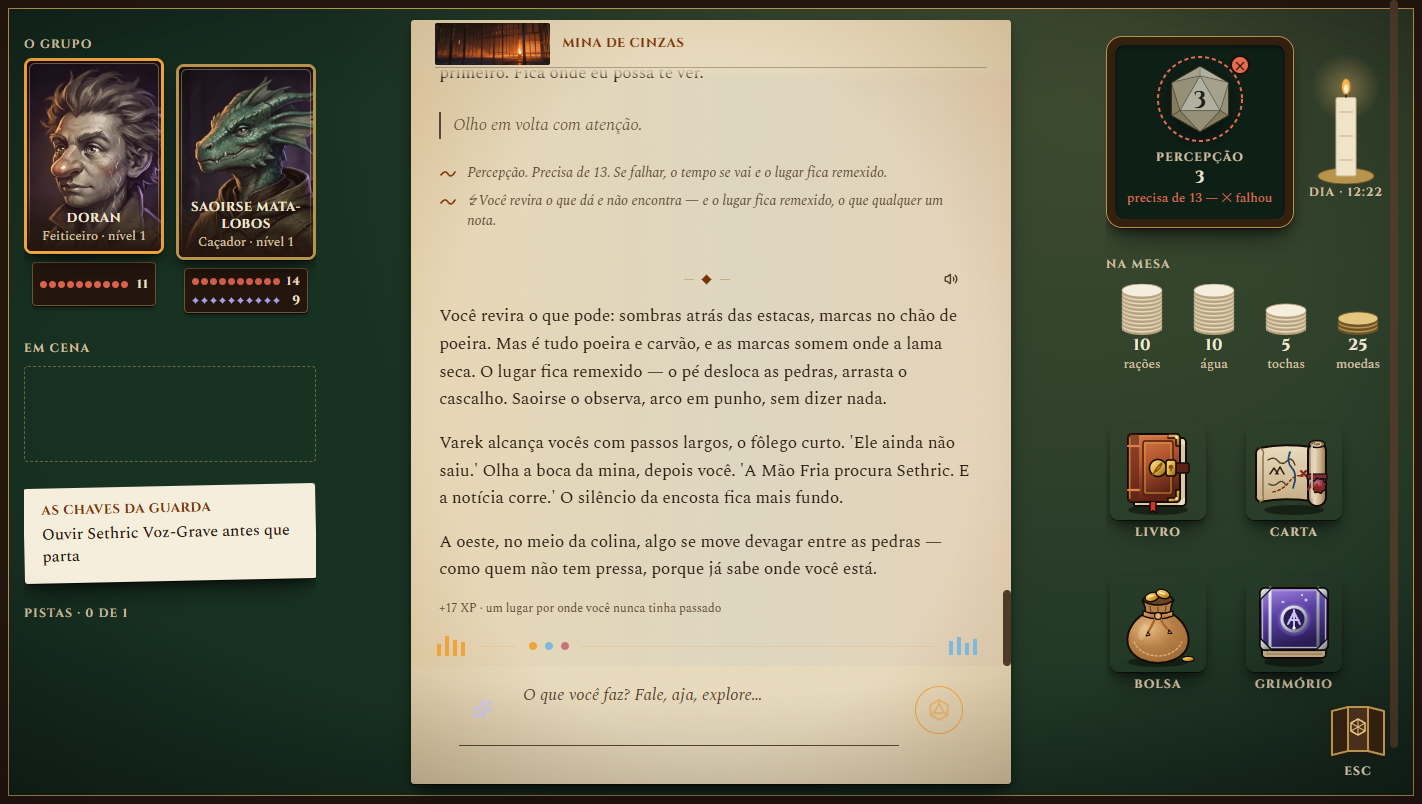 O GRUPO
DORAN
Feiticeiro · nível 1
11
SAOIRSE MATA-
LOBOS
Caçador · nível 1
14
9
EM CENA
AS CHAVES DA GUARDA
Ouvir Sethric Voz-Grave antes que
parta
PISTAS · 0 DE 1
MINA DE CINZAS
primeiro. Fica onde eu possa te ver.
Olho em volta com atenção.
Percepção. Precisa de 13. Se falhar, o tempo se vai e o lugar fica remexido.
Você revira o que dá e não encontra — e o lugar fica remexido, o que qualquer um
nota.
Você revira o que pode: sombras atrás das estacas, marcas no chão de
poeira. Mas é tudo poeira e carvão, e as marcas somem onde a lama
seca. O lugar fica remexido — o pé desloca as pedras, arrasta o
cascalho. Saoirse o observa, arco em punho, sem dizer nada.
Varek alcança vocês com passos largos, o fôlego curto. 'Ele ainda não
saiu.' Olha a boca da mina, depois você. 'A Mão Fria procura Sethric. E
a notícia corre.' O silêncio da encosta fica mais fundo.
A oeste, no meio da colina, algo se move devagar entre as pedras —
como quem não tem pressa, porque já sabe onde você está.
+17 XP · um lugar por onde você nunca tinha passado
O que você faz? Fale, aja, explore...
3
PERCEPÇÃO
3
precisa de 13 — ✕ falhou
DIA · 12:22
NA MESA
10
rações
10
água
5
tochas
25
moedas
LIVRO
CARTA
BOLSA
GRIMÓRIO
ESC